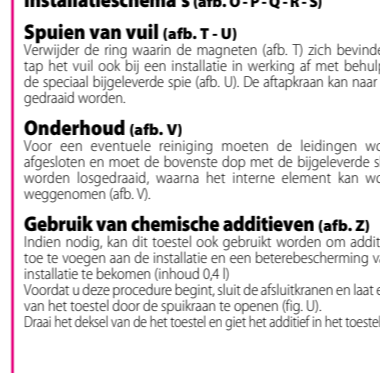 Installatieschema's (afb. O - P - Q - R - S)
Spuien van vuil (afb. T - U)
Verwijder de ring waarin de magneten (afb. T) zich
tap het vuil ook bij een installatie in werking af met
de speciaal bijgeleverde spie (afb. U). De aftapkraan kan naar
gedraaid worden.
Onderhoud (afb. V)
Voor een eventuele reiniging moeten de leidingen
afgesloten en moet de bovenste dop met de bijgeleverde
worden losgedraaid, waarna het interne element kan
weggenomen (afb. V).
Gebruik van chemische additieven (afb. Z)
Indien nodig, kan dit toestel ook gebruikt worden om
toe te voegen aan de installatie en een beterebescherming
installatie te bekomen (inhoud 0,4 l)
Voordat u deze procedure begint, sluit de afsluitkranen en laat
van het toestel door de spuikraan te openen (fig. U).
Draai het deksel van de het toestel en giet het additief in het toestel